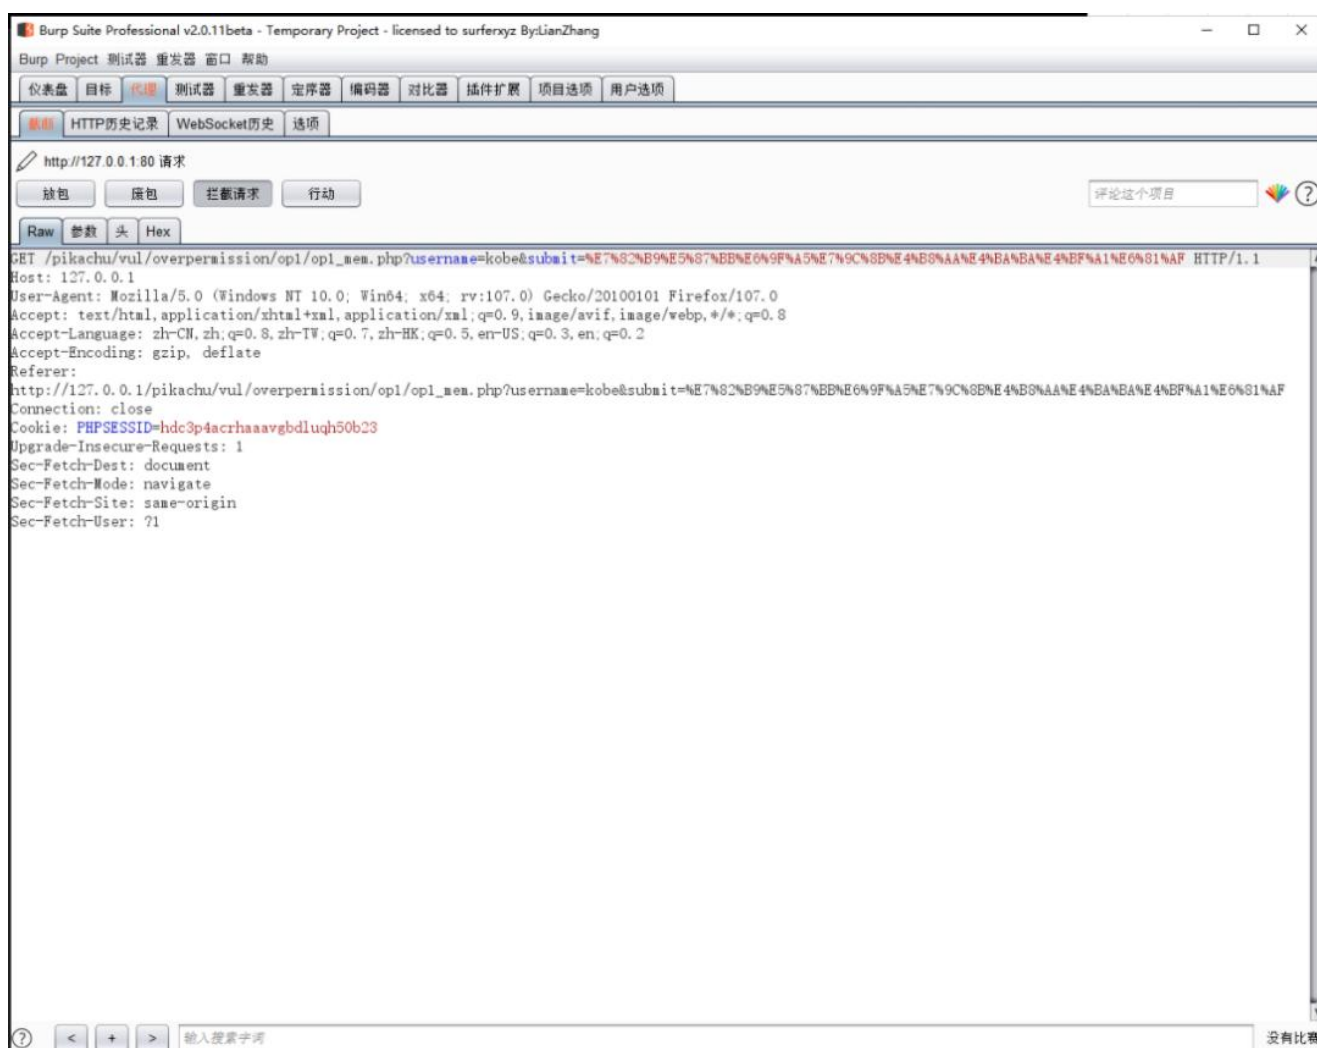 Burp Suite Professional v2.0.11beta - Temporary Project - licensed to surferxyz By:LianZhang
Burp Project 测试器 重发器 窗口 帮助
仪表盘 目标 代理 测试器 重发器 定序器 编码器 对比器 插件扩展 项目选项 用户选项
截断 HTTP历史记录 WebSocket历史 选项
http://127.0.0.1:80 请求
放包 废包 拦截请求 行动 评论这个项目 ?
Raw 参数 头 Hex
GET /pikachu/vul/overpermission/op1/op1_mem.php?username=kobe&submit=%E7%82%B9%E5%87%BB%E6%9F%A5%E7%9C%8B%E4%B8%AA%E4%BA%BA%E4%BF%A1%E6%81%AF HTTP/1.1
Host: 127.0.0.1
User-Agent: Mozilla/5.0 (Windows NT 10.0; Win64; x64; rv:107.0) Gecko/20100101 Firefox/107.0
Accept: text/html,application/xhtml+xml,application/xml;q=0.9,image/avif,image/webp,*/*;q=0.8
Accept-Language: zh-CN,zh;q=0.8,zh-TW;q=0.7,zh-HK;q=0.5,en-US;q=0.3,en;q=0.2
Accept-Encoding: gzip, deflate
Referer:
http://127.0.0.1/pikachu/vul/overpermission/op1/op1_mem.php?username=kobe&submit=%E7%82%B9%E5%87%BB%E6%9F%A5%E7%9C%8B%E4%B8%AA%E4%BA%BA%E4%BF%A1%E6%81%AF
Connection: close
Cookie: PHPSESSID=hdc3p4acrhaaavgbdluqh50b23
Upgrade-Insecure-Requests: 1
Sec-Fetch-Dest: document
Sec-Fetch-Mode: navigate
Sec-Fetch-Site: same-origin
Sec-Fetch-User: ?1
? < + > 输入搜索字词 没有比赛